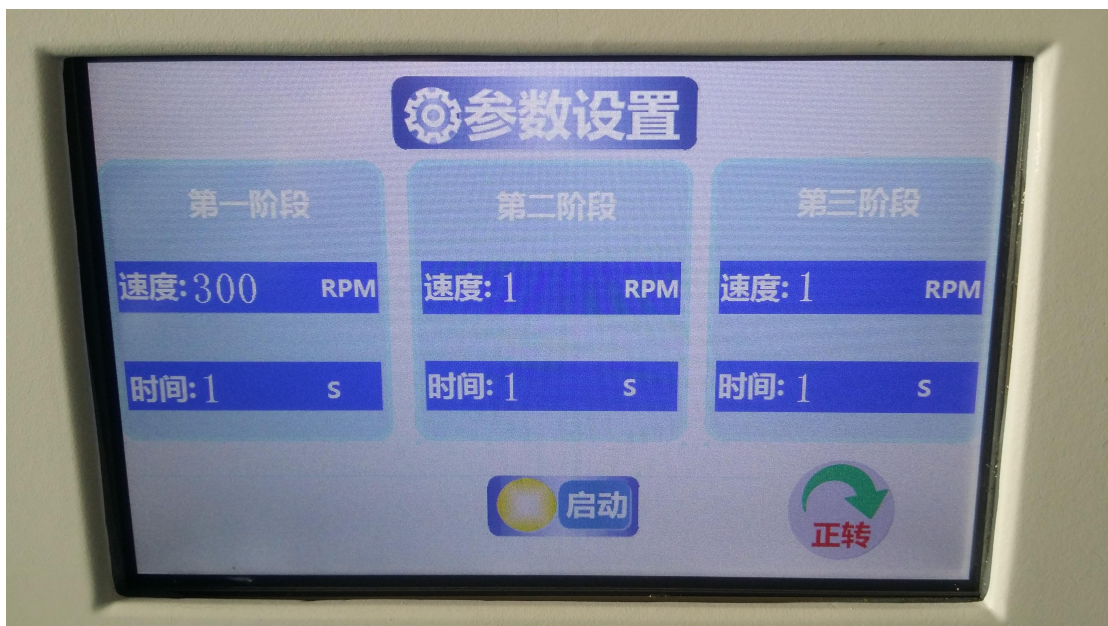 参数设置
第一阶段
速度:300 RPM
时间:1 S
第二阶段
速度:1 RPM
时间:1 S
第三阶段
速度:1 RPM
时间:1 S
启动
正转